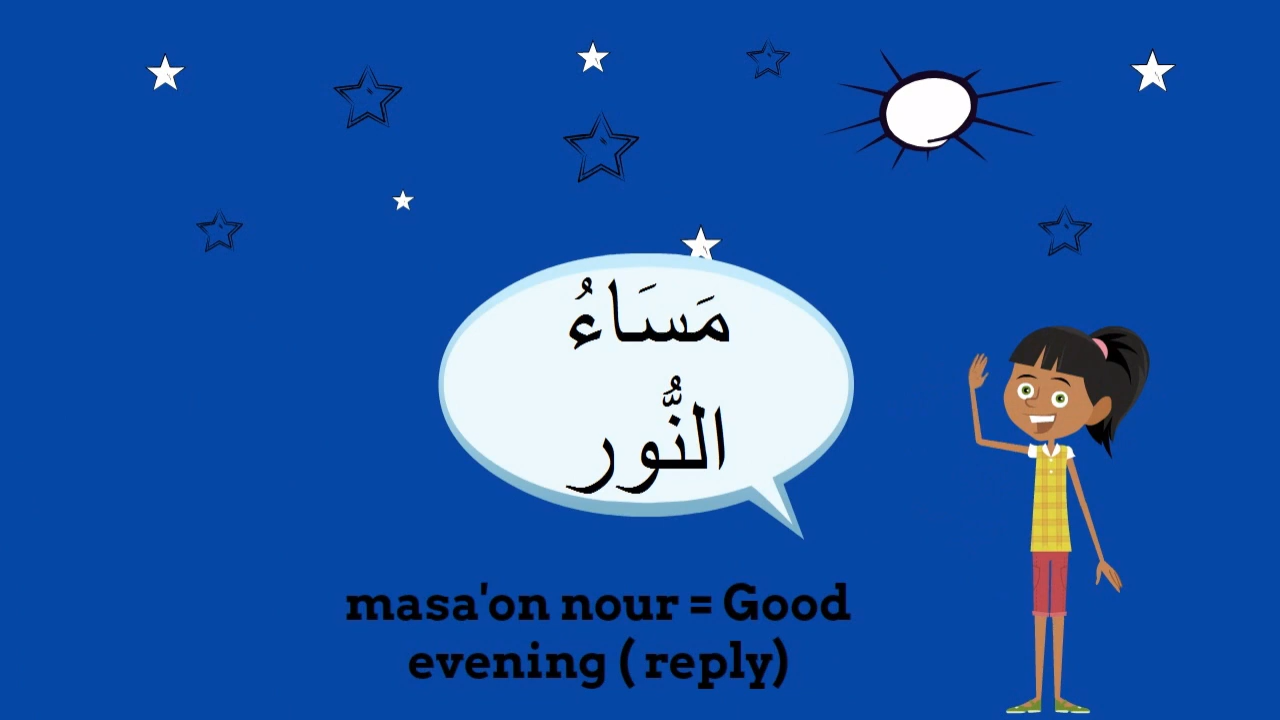 مَسَاءُ
النُّور
masa'on nour = Good
evening ( reply)